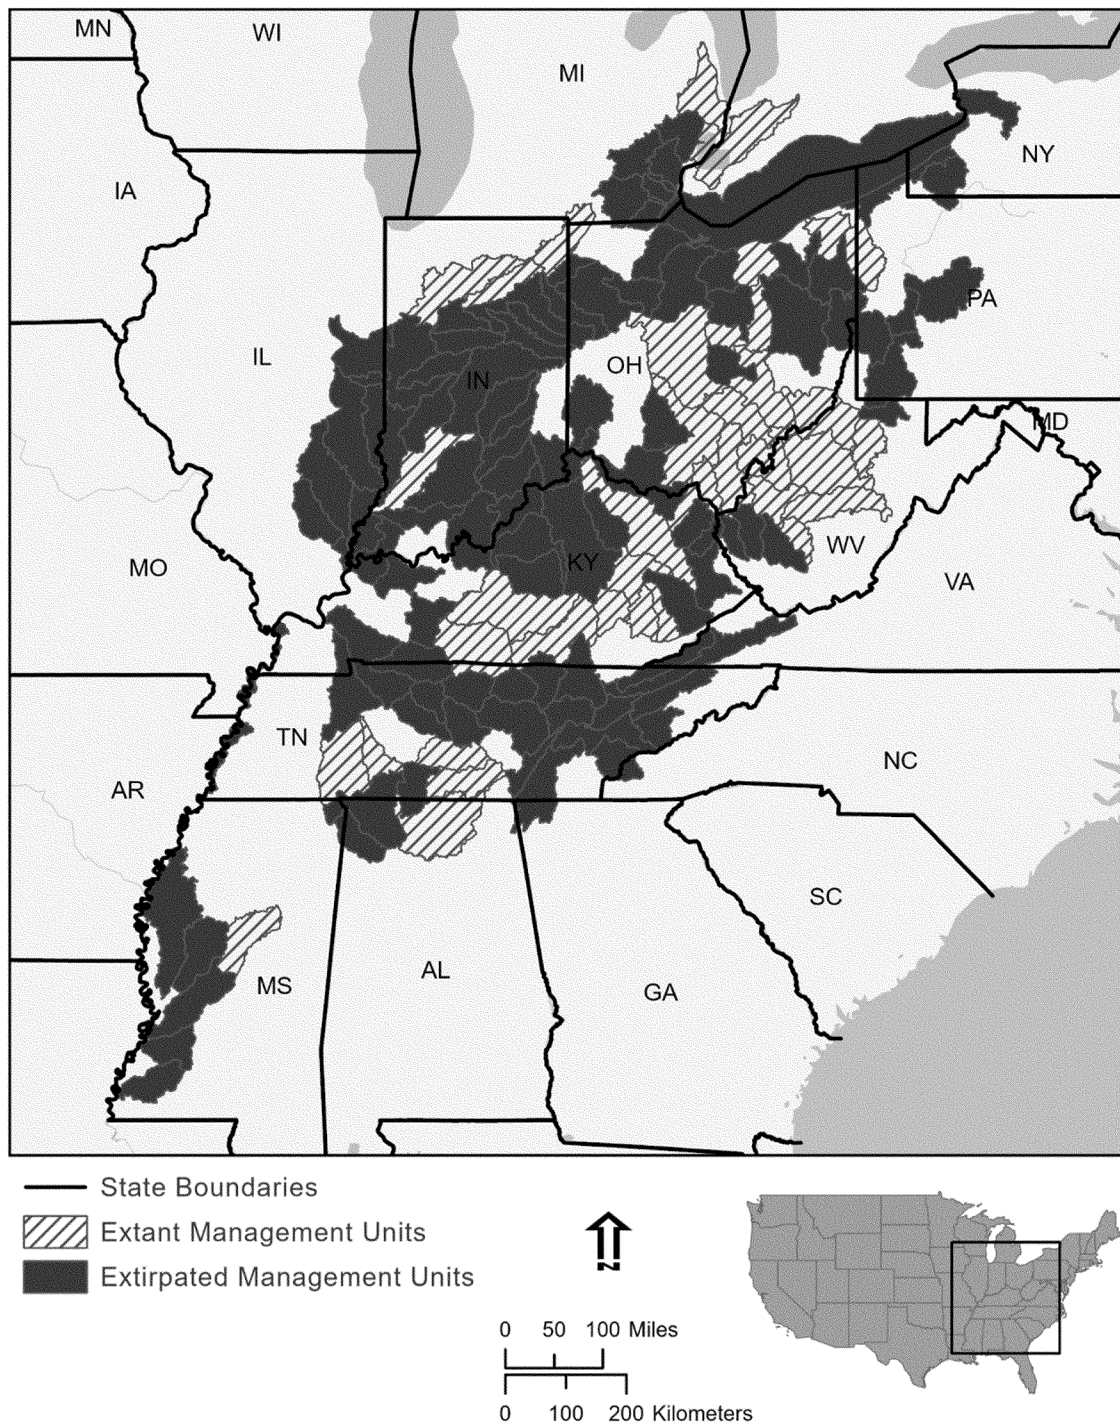 MN
WI
MI
NY
IA
IL
IN
OH
PA
MD
MO
KY
WV
VA
TN
AR
NC
SC
MS
AL
GA
State Boundaries
Extant Management Units
Extirpated Management Units
N
0 50 100 Miles
0 100 200 Kilometers